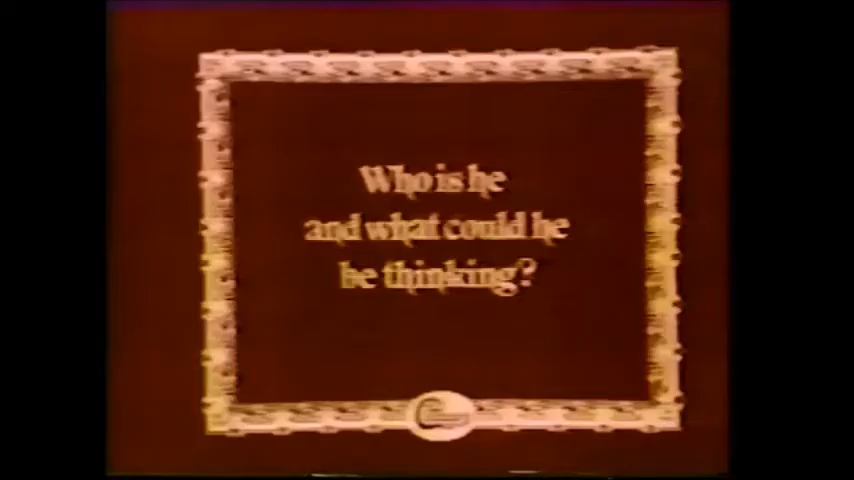 Who is he
and what could he
be thinking?